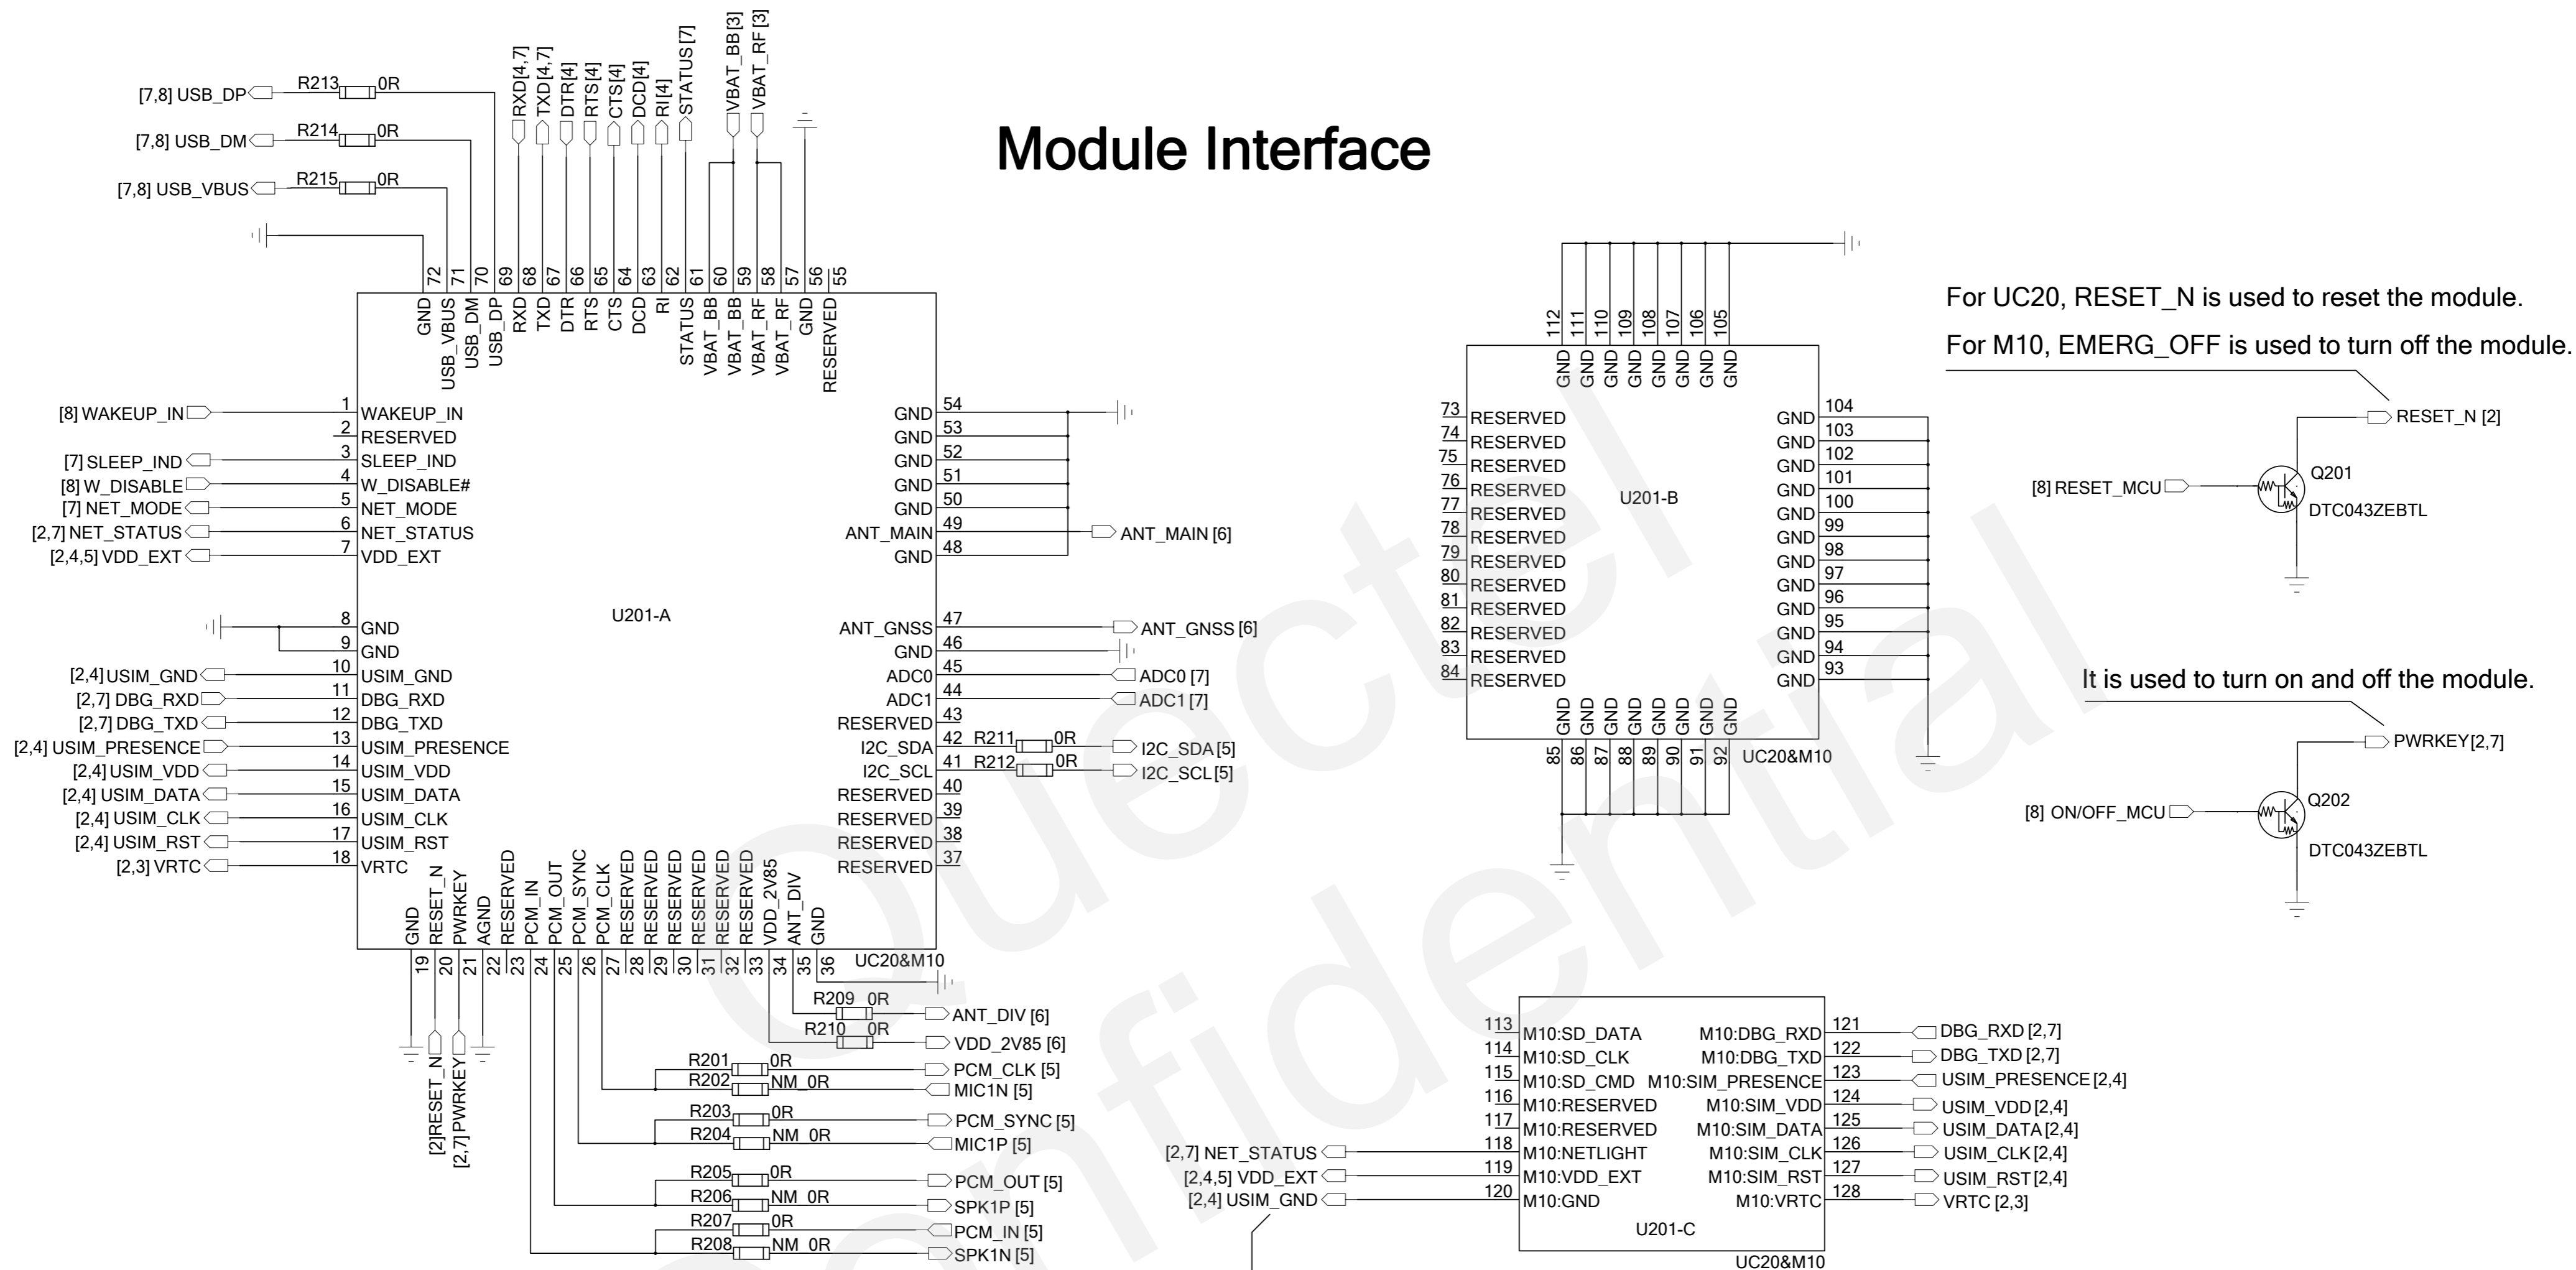 Module Interface
[7,8] USB_DP
R213
0R
[7,8] USB_DM
R214
0R
[7,8] USB_VBUS
R215
0R
RXD[4,7]
TXD[4,7]
DTR[4]
RTS[4]
CTS[4]
DCD[4]
RI[4]
STATUS[7]
VBAT_BB[3]
VBAT_RF[3]
72 71 70 69 68 67 66 65 64 63 62 61 60 59 58 57 56 55
GND
USB_VBUS
USB_DM
USB_DP
RXD
TXD
DTR
RTS
CTS
DCD
RI
STATUS
VBAT_BB
VBAT_BB
VBAT_RF
VBAT_RF
GND
RESERVED
[8] WAKEUP_IN 1 WAKEUP_IN
2 RESERVED
[7] SLEEP_IND 3 SLEEP_IND
[8] W_DISABLE 4 W_DISABLE#
[7] NET_MODE 5 NET_MODE
[2,7] NET_STATUS 6 NET_STATUS
[2,4,5] VDD_EXT 7 VDD_EXT
8 GND
9 GND
[2,4] USIM_GND 10 USIM_GND
[2,7] DBG_RXD 11 DBG_RXD
[2,7] DBG_TXD 12 DBG_TXD
[2,4] USIM_PRESENCE 13 USIM_PRESENCE
[2,4] USIM_VDD 14 USIM_VDD
[2,4] USIM_DATA 15 USIM_DATA
[2,4] USIM_CLK 16 USIM_CLK
[2,4] USIM_RST 17 USIM_RST
[2,3] VRTC 18 VRTC
U201-A
GND 54
GND 53
GND 52
GND 51
GND 50
ANT_MAIN 49 ANT_MAIN [6]
GND 48
ANT_GNSS 47 ANT_GNSS [6]
GND 46
ADC0 45 ADC0 [7]
ADC1 44 ADC1 [7]
RESERVED 43
I2C_SDA 42 R211 0R I2C_SDA [5]
I2C_SCL 41 R212 0R I2C_SCL [5]
RESERVED 40
RESERVED 39
RESERVED 38
RESERVED 37
GND
RESET_N
PWRKEY
AGND
RESERVED
PCM_IN
PCM_OUT
PCM_SYNC
PCM_CLK
RESERVED
RESERVED
RESERVED
RESERVED
RESERVED
RESERVED
VDD_2V85
ANT_DIV
GND
19 20 21 22 23 24 25 26 27 28 29 30 31 32 33 34 35 36
UC20&M10
[2]RESET_N
[2,7] PWRKEY
R209 0R ANT_DIV [6]
R210 0R VDD_2V85 [6]
R201 0R PCM_CLK [5]
R202 NM_0R MIC1N [5]
R203 0R PCM_SYNC [5]
R204 NM_0R MIC1P [5]
R205 0R PCM_OUT [5]
R206 NM_0R SPK1P [5]
R207 0R PCM_IN [5]
R208 NM_0R SPK1N [5]
112 111 110 109 108 107 106 105
GND GND GND GND GND GND GND GND
73 RESERVED GND 104
74 RESERVED GND 103
75 RESERVED GND 102
76 RESERVED GND 101
77 RESERVED GND 100
78 RESERVED GND 99
79 RESERVED GND 98
80 RESERVED GND 97
81 RESERVED GND 96
82 RESERVED GND 95
83 RESERVED GND 94
84 RESERVED GND 93
U201-B
GND GND GND GND GND GND GND GND
85 86 87 88 89 90 91 92
UC20&M10
For UC20, RESET_N is used to reset the module.
For M10, EMERG_OFF is used to turn off the module.
RESET_N [2]
[8] RESET_MCU
Q201
DTC043ZEBTL
It is used to turn on and off the module.
PWRKEY[2,7]
[8] ON/OFF_MCU
Q202
DTC043ZEBTL
113 M10:SD_DATA M10:DBG_RXD 121 DBG_RXD [2,7]
114 M10:SD_CLK M10:DBG_TXD 122 DBG_TXD [2,7]
115 M10:SD_CMD M10:SIM_PRESENCE 123 USIM_PRESENCE [2,4]
116 M10:RESERVED M10:SIM_VDD 124 USIM_VDD [2,4]
117 M10:RESERVED M10:SIM_DATA 125 USIM_DATA [2,4]
[2,7] NET_STATUS 118 M10:NETLIGHT M10:SIM_CLK 126 USIM_CLK [2,4]
[2,4,5] VDD_EXT 119 M10:VDD_EXT M10:SIM_RST 127 USIM_RST [2,4]
[2,4] USIM_GND 120 M10:GND M10:VRTC 128 VRTC [2,3]
U201-C
UC20&M10
Quectel